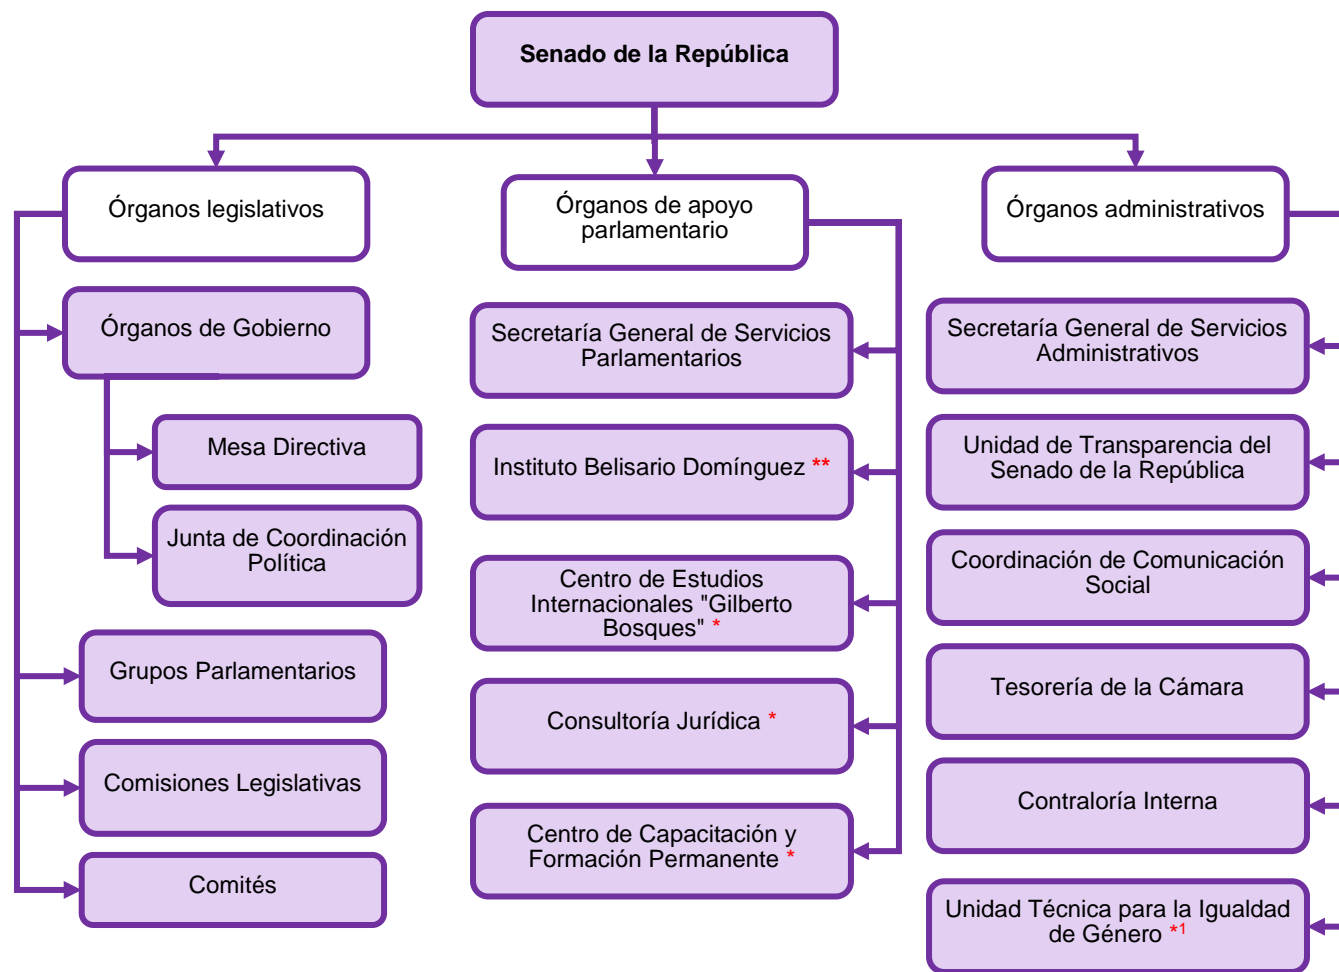 Senado de la República
Órganos legislativos
Órganos de Gobierno
Mesa Directiva
Junta de Coordinación
Política
Grupos Parlamentarios
Comisiones Legislativas
Comités
Órganos de apoyo
parlamentario
Secretaría General de Servicios
Parlamentarios
Instituto Belisario Domínguez **
Centro de Estudios
Internacionales "Gilberto
Bosques" *
Consultoría Jurídica *
Centro de Capacitación y
Formación Permanente *
Órganos administrativos
Secretaría General de Servicios
Administrativos
Unidad de Transparencia del
Senado de la República
Coordinación de Comunicación
Social
Tesorería de la Cámara
Contraloría Interna
Unidad Técnica para la Igualdad
de Género *1